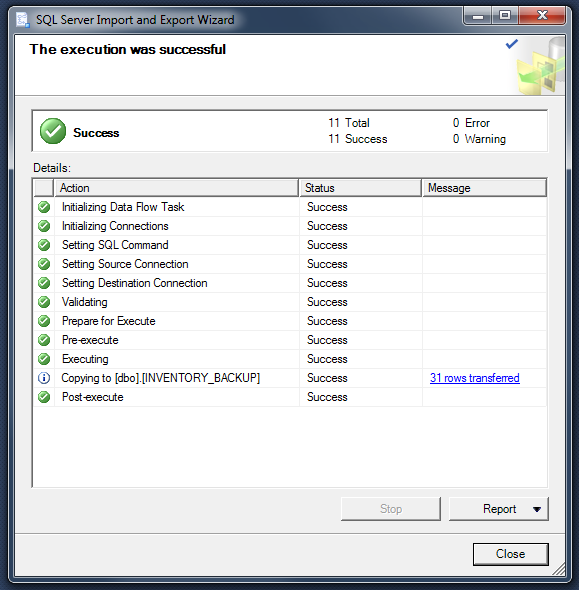 SQL Server Import and Export Wizard
The execution was successful
Success
11 Total 0 Error
11 Success 0 Warning
Details:
Action Status Message
Initializing Data Flow Task Success
Initializing Connections Success
Setting SQL Command Success
Setting Source Connection Success
Setting Destination Connection Success
Validating Success
Prepare for Execute Success
Pre-execute Success
Executing Success
Copying to [dbo].[INVENTORY_BACKUP] Success 31 rows transferred
Post-execute Success
Stop Report
Close